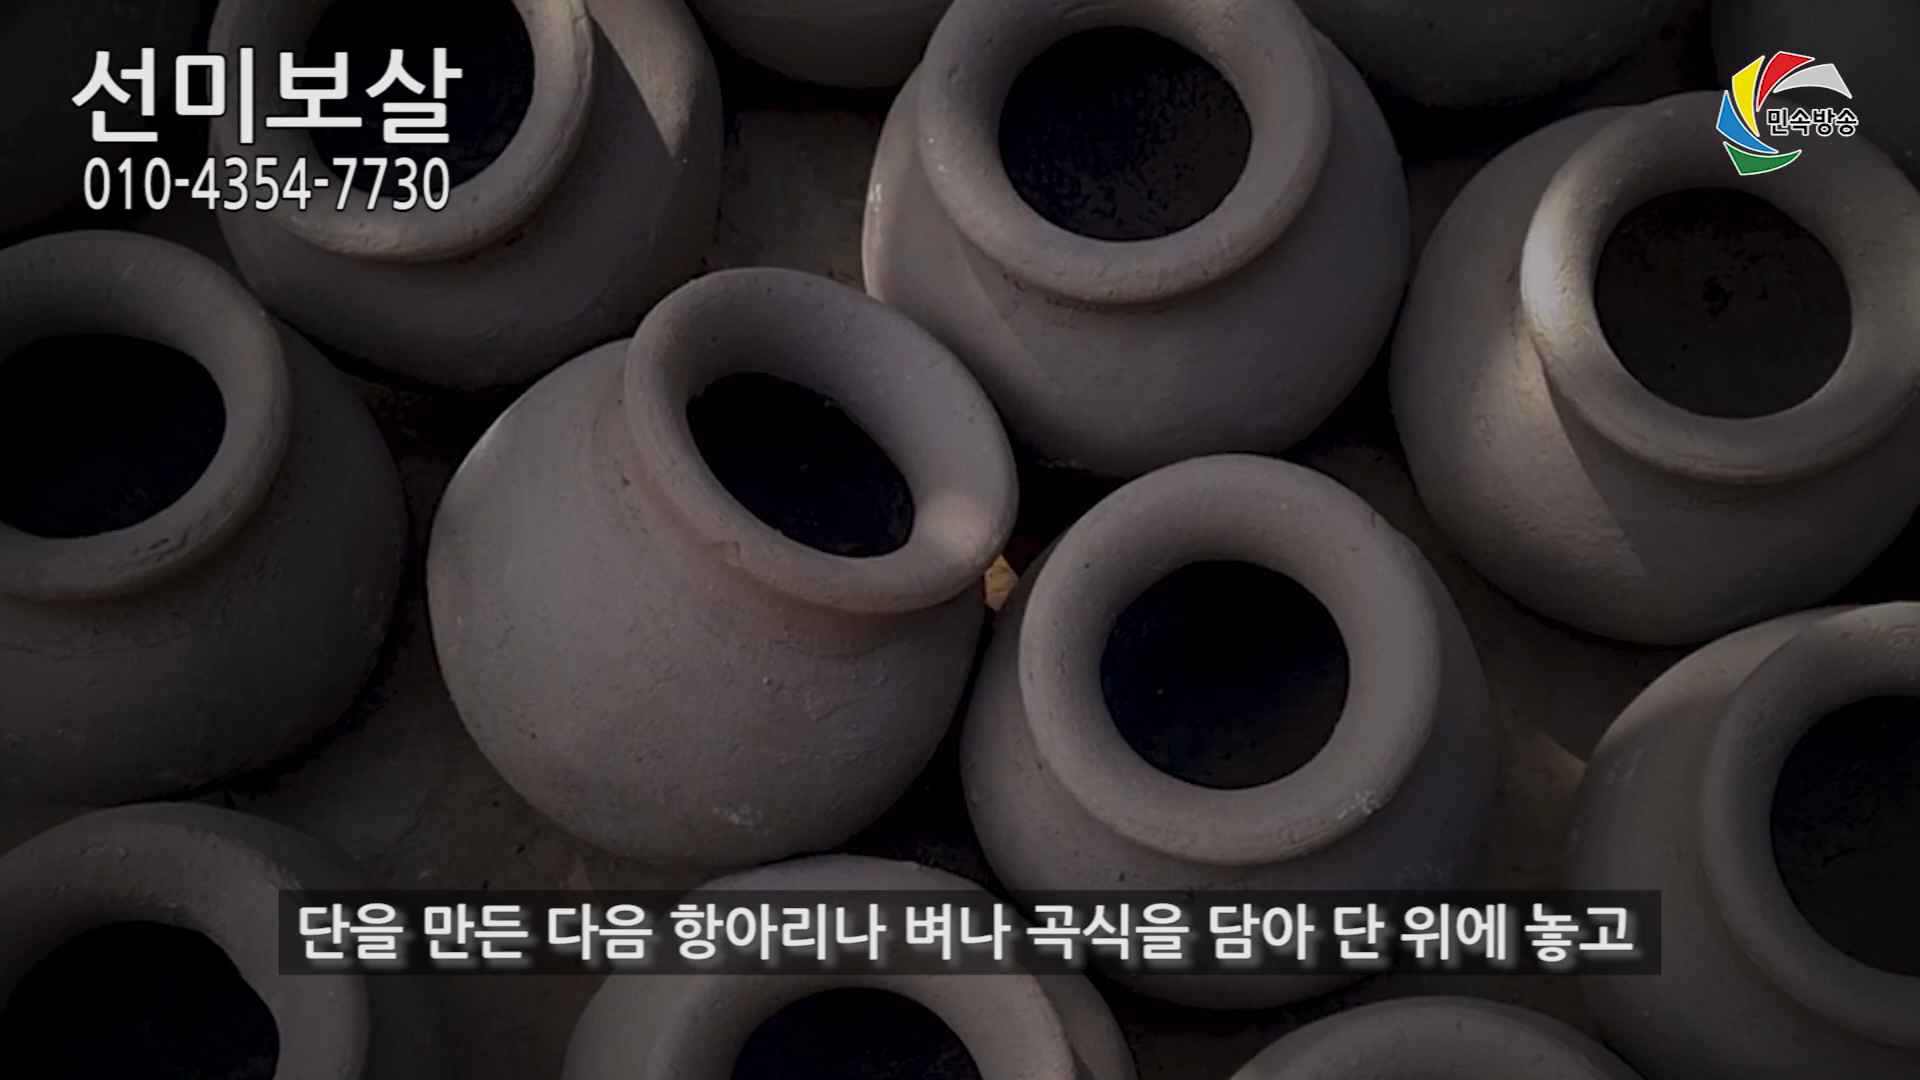 선미보살
010-4354-7730
민속방송
단을 만든 다음 항아리나 벼나 곡식을 담아 단 위에 놓고